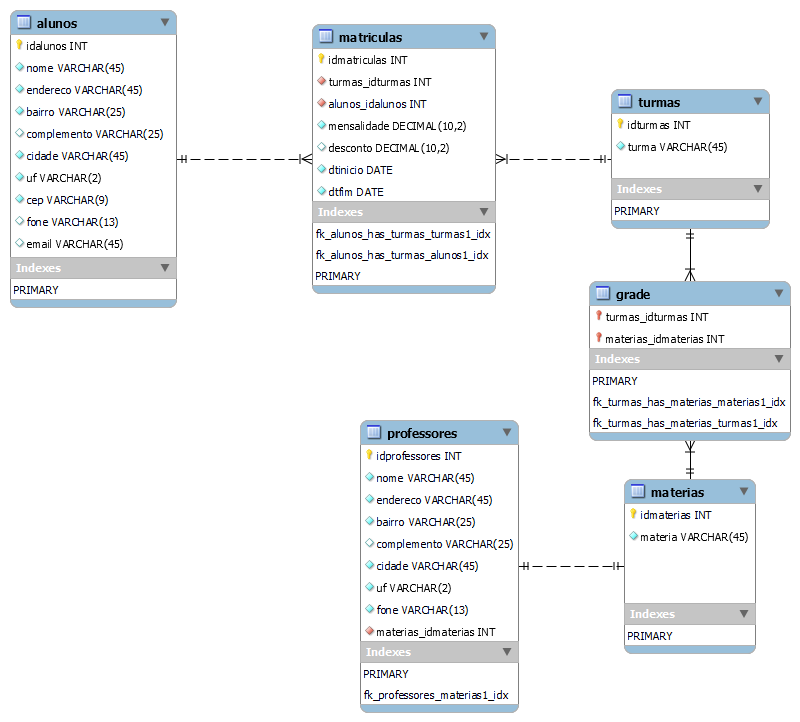 alunos
idalunos INT
nome VARCHAR(45)
endereco VARCHAR(45)
bairro VARCHAR(25)
complemento VARCHAR(25)
cidade VARCHAR(45)
uf VARCHAR(2)
cep VARCHAR(9)
fone VARCHAR(13)
email VARCHAR(45)
Indexes
PRIMARY
matriculas
idmatriculas INT
turmas_idturmas INT
alunos_idalunos INT
mensalidade DECIMAL(10,2)
desconto DECIMAL(10,2)
dtinicio DATE
dtfim DATE
Indexes
fk_alunos_has_turmas_turmas1_idx
fk_alunos_has_turmas_alunos1_idx
PRIMARY
turmas
idturmas INT
turma VARCHAR(45)
Indexes
PRIMARY
grade
turmas_idturmas INT
materias_idmaterias INT
Indexes
PRIMARY
fk_turmas_has_materias_materias1_idx
fk_turmas_has_materias_turmas1_idx
professores
idprofessores INT
nome VARCHAR(45)
endereco VARCHAR(45)
bairro VARCHAR(25)
complemento VARCHAR(25)
cidade VARCHAR(45)
uf VARCHAR(2)
fone VARCHAR(13)
materias_idmaterias INT
Indexes
PRIMARY
fk_professores_materias1_idx
materias
idmaterias INT
materia VARCHAR(45)
Indexes
PRIMARY